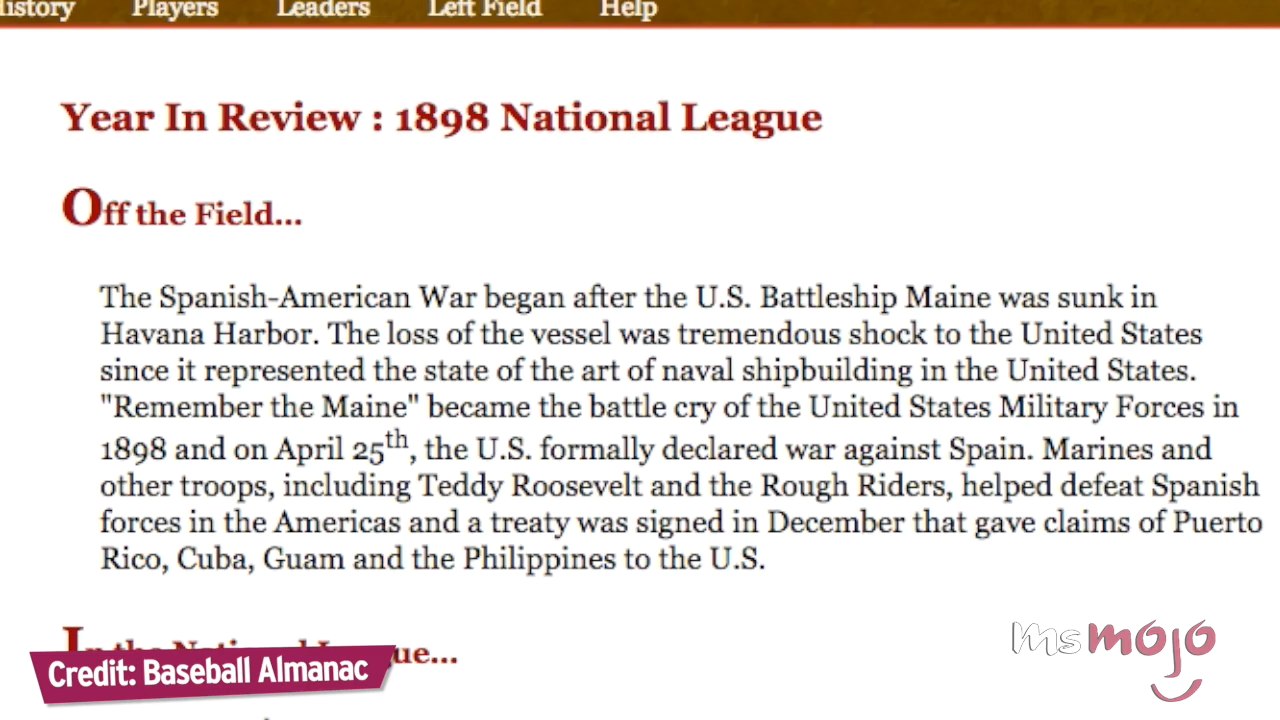 History Players Leaders Left Field Help
Year In Review : 1898 National League
Off the Field...
The Spanish-American War began after the U.S. Battleship Maine was sunk in
Havana Harbor. The loss of the vessel was tremendous shock to the United States
since it represented the state of the art of naval shipbuilding in the United States.
"Remember the Maine" became the battle cry of the United States Military Forces in
1898 and on April 25th, the U.S. formally declared war against Spain. Marines and
other troops, including Teddy Roosevelt and the Rough Riders, helped defeat Spanish
forces in the Americas and a treaty was signed in December that gave claims of Puerto
Rico, Cuba, Guam and the Philippines to the U.S.
In the National League...
Credit: Baseball Almanac
msmojo